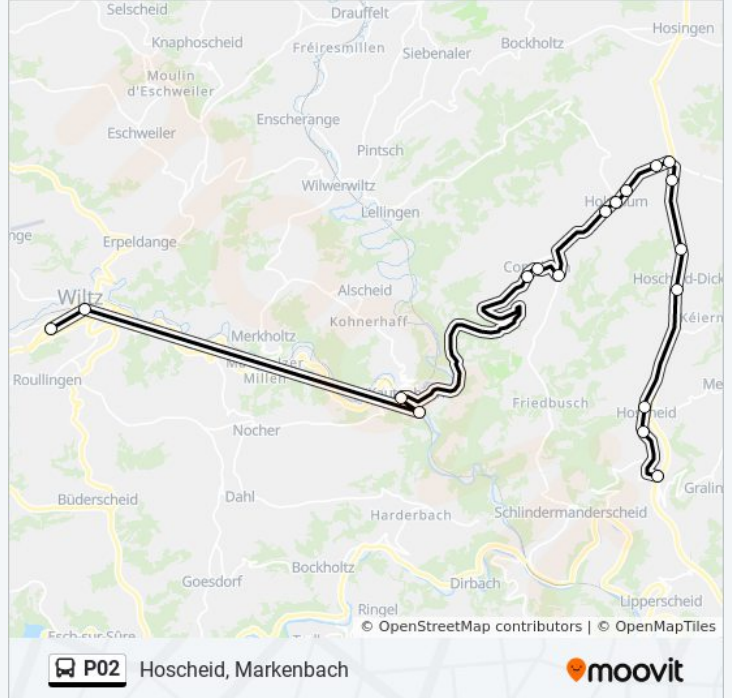 Selscheid
Drauffelt
Hosingen
Knaphoscheid
Fréiresmillen
Bockholtz
Siebenaler
Moulin
d'Eschweiler
Enscherange
Eschweiler
Pintsch
Wilwerwiltz
Lellingen
Erpeldange
Alscheid
Wiltz
Kohnerhaff
Merkholtz
Millen
Roullingen
Friedbusch
Nocher
Büderscheid
Dahl
Harderbach
Schlindermanderscheid
Bockholtz
Goesdorf
Dirbach
Ringel
Lipperscheid
© OpenStreetMap contributors | © OpenMapTiles
P02 Hoscheid, Markenbach
moovit